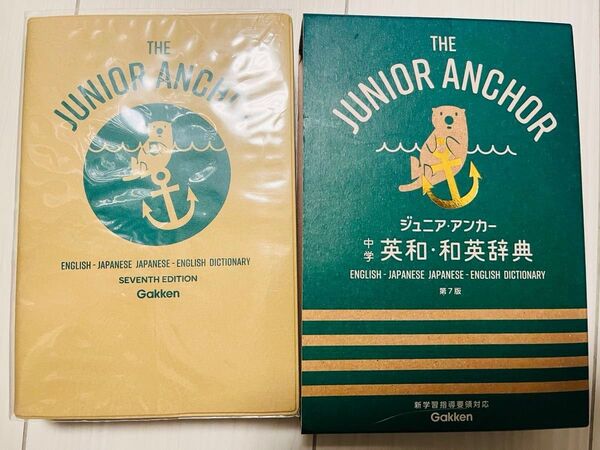 THE
JUNIOR ANCHOR
ENGLISH - JAPANESE JAPANESE - ENGLISH DICTIONARY
SEVENTH EDITION
Gakken
THE
JUNIOR ANCHOR
ジュニア・アンカー
中学 英和・和英辞典
ENGLISH - JAPANESE JAPANESE - ENGLISH DICTIONARY
第7版
新学習指導要領対応
Gakken